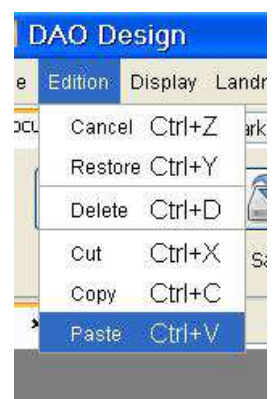 DAO Design
Edition Display
Cancel Ctrl+Z
Restore Ctrl+Y
Delete Ctrl+D
Cut Ctrl+X
Copy Ctrl+C
Paste Ctrl+V